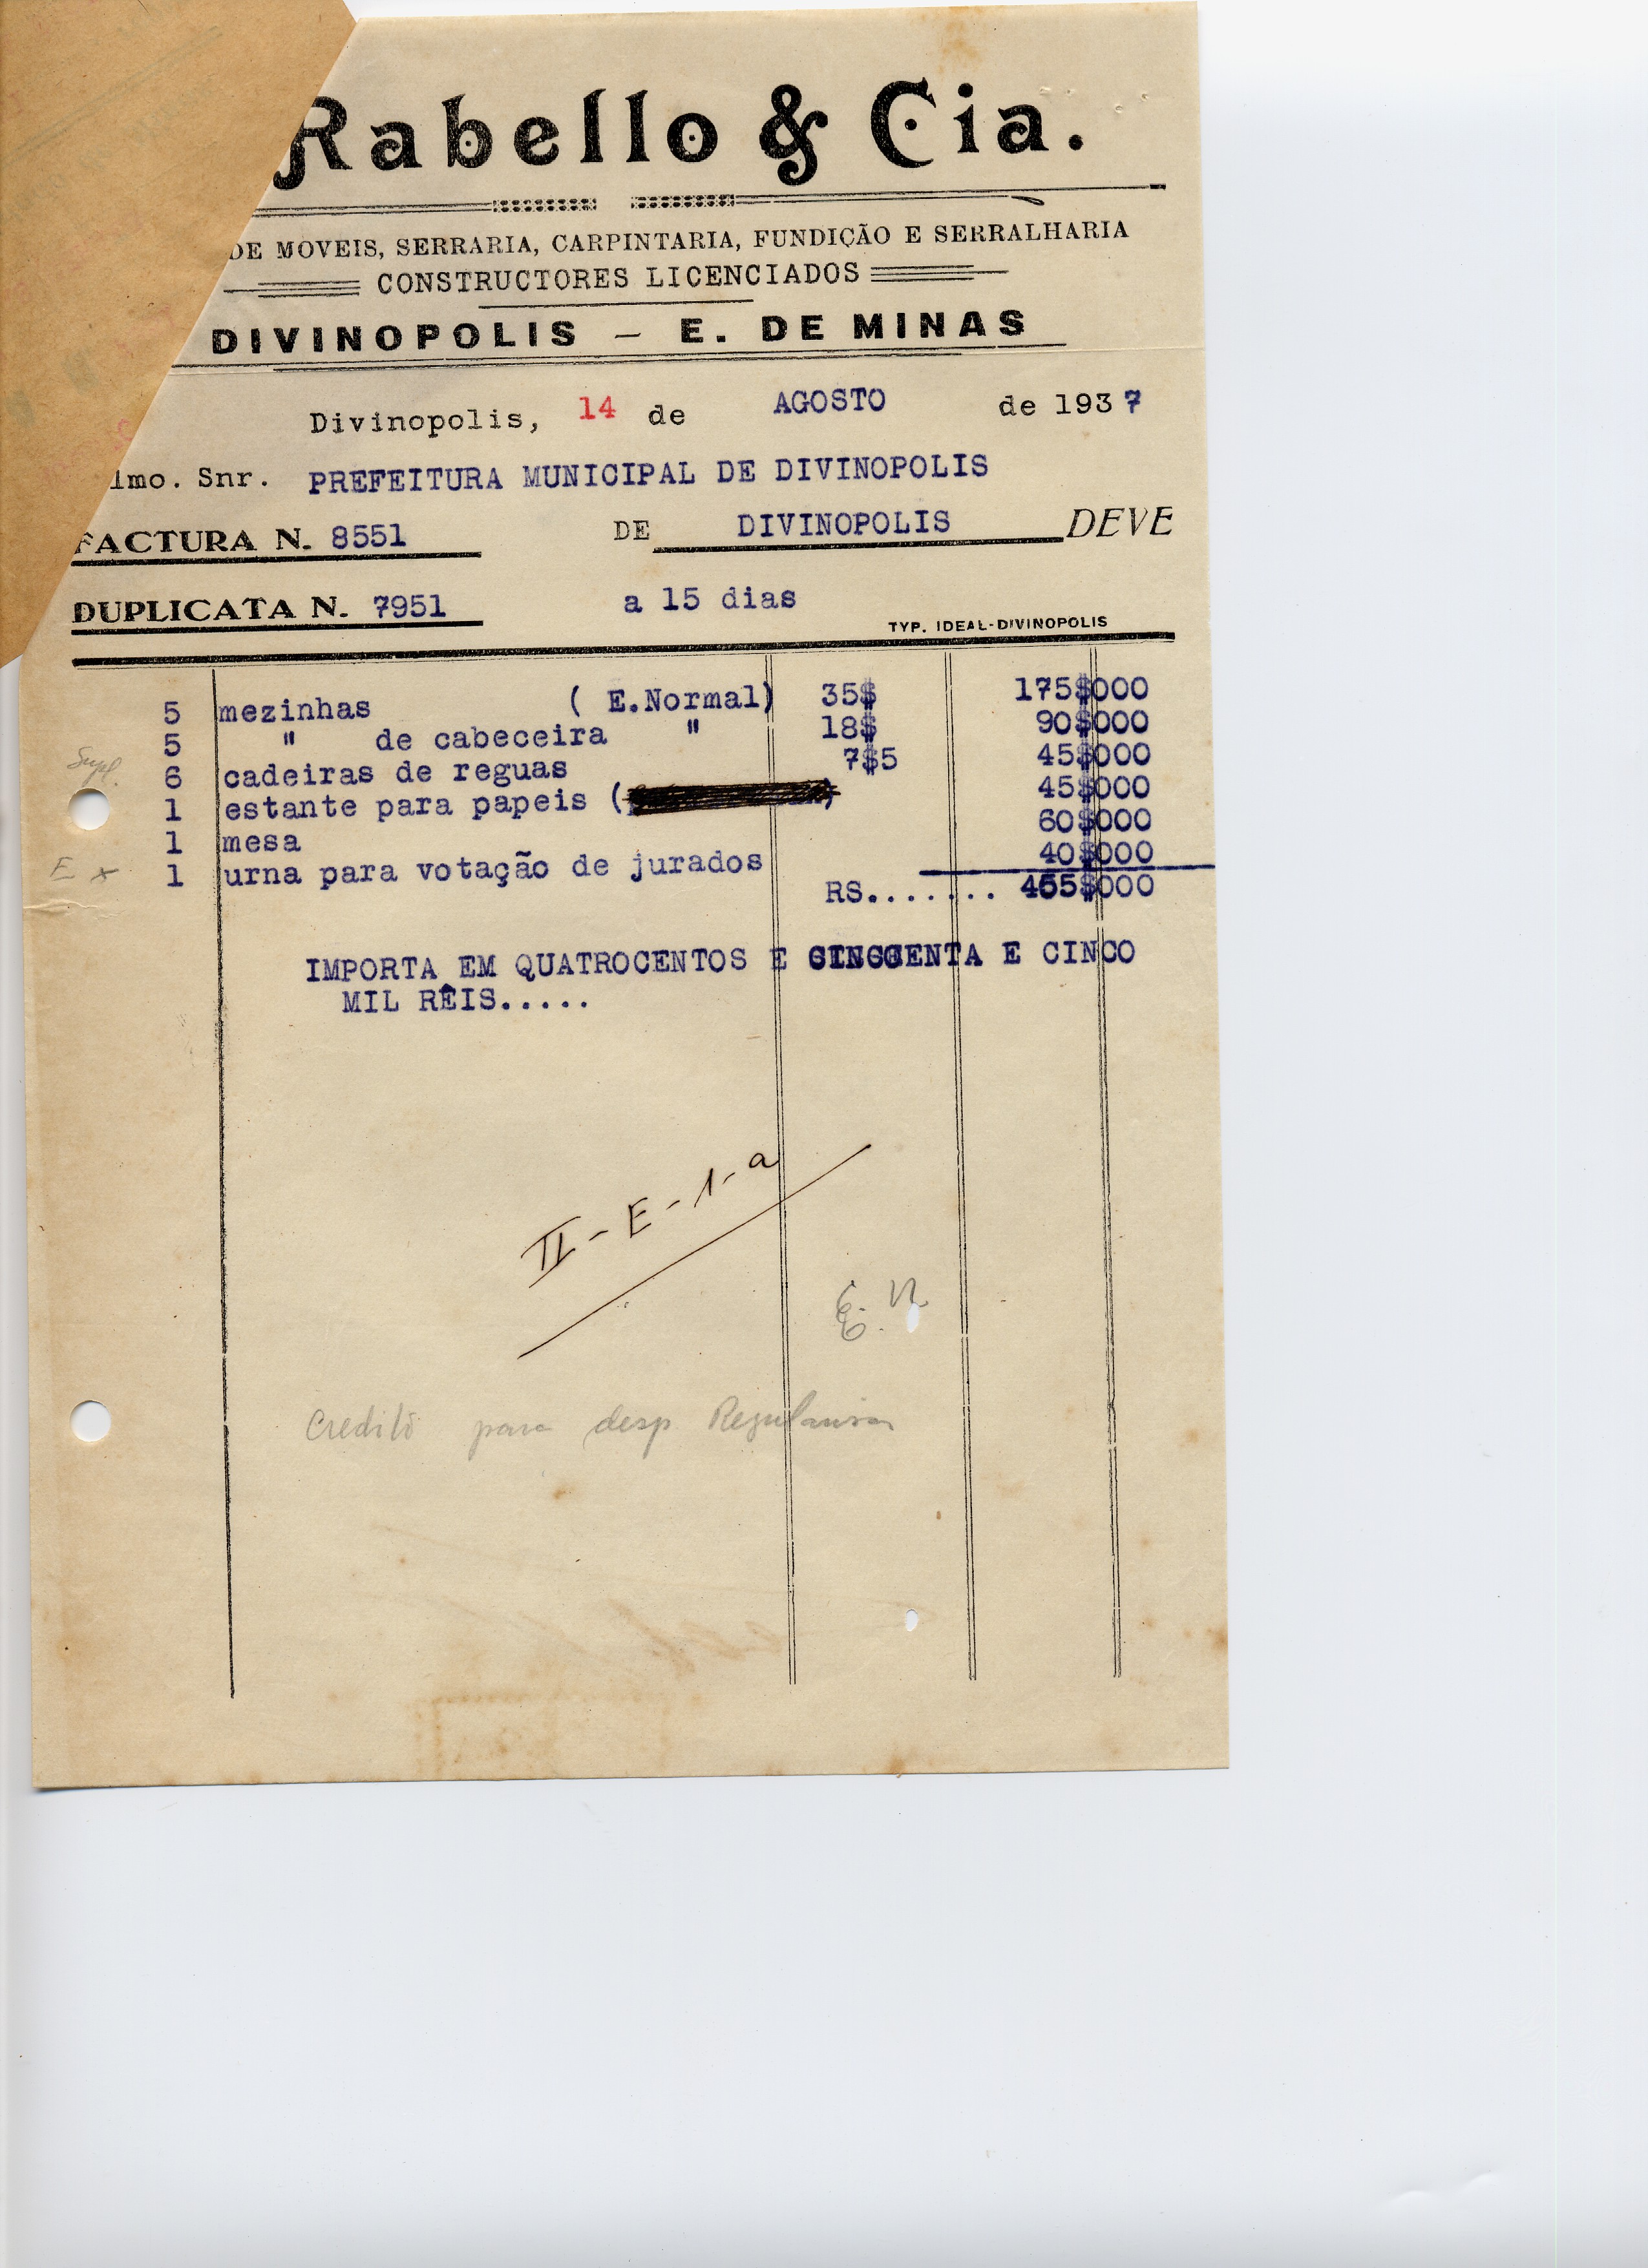 Rabello & Cia.
DE MOVEIS, SERRARIA, CARPINTARIA, FUNDIÇÃO E SERRALHARIA
CONSTRUCTORES LICENCIADOS
DIVINOPOLIS – E. DE MINAS
Divinopolis, 14 de AGOSTO de 1937
lmo. Snr. PREFEITURA MUNICIPAL DE DIVINOPOLIS
FACTURA N. 8551 DE DIVINOPOLIS DEVE
DUPLICATA N. 7951 a 15 dias
TYP. IDEAL-DIVINOPOLIS
5 mezinhas ( E.Normal) 35$ 175$000
5 " de cabeceira " 18$ 90$000
Supl. 6 cadeiras de reguas 7$5 45$000
1 estante para papeis ( 45$000
1 mesa 60$000
E x 1 urna para votação de jurados 40$000
RS....... 455$000
IMPORTA EM QUATROCENTOS E CINCOENTA E CINCO
MIL RÊIS.....
II - E - 1 - a
E. N
Credito para desp